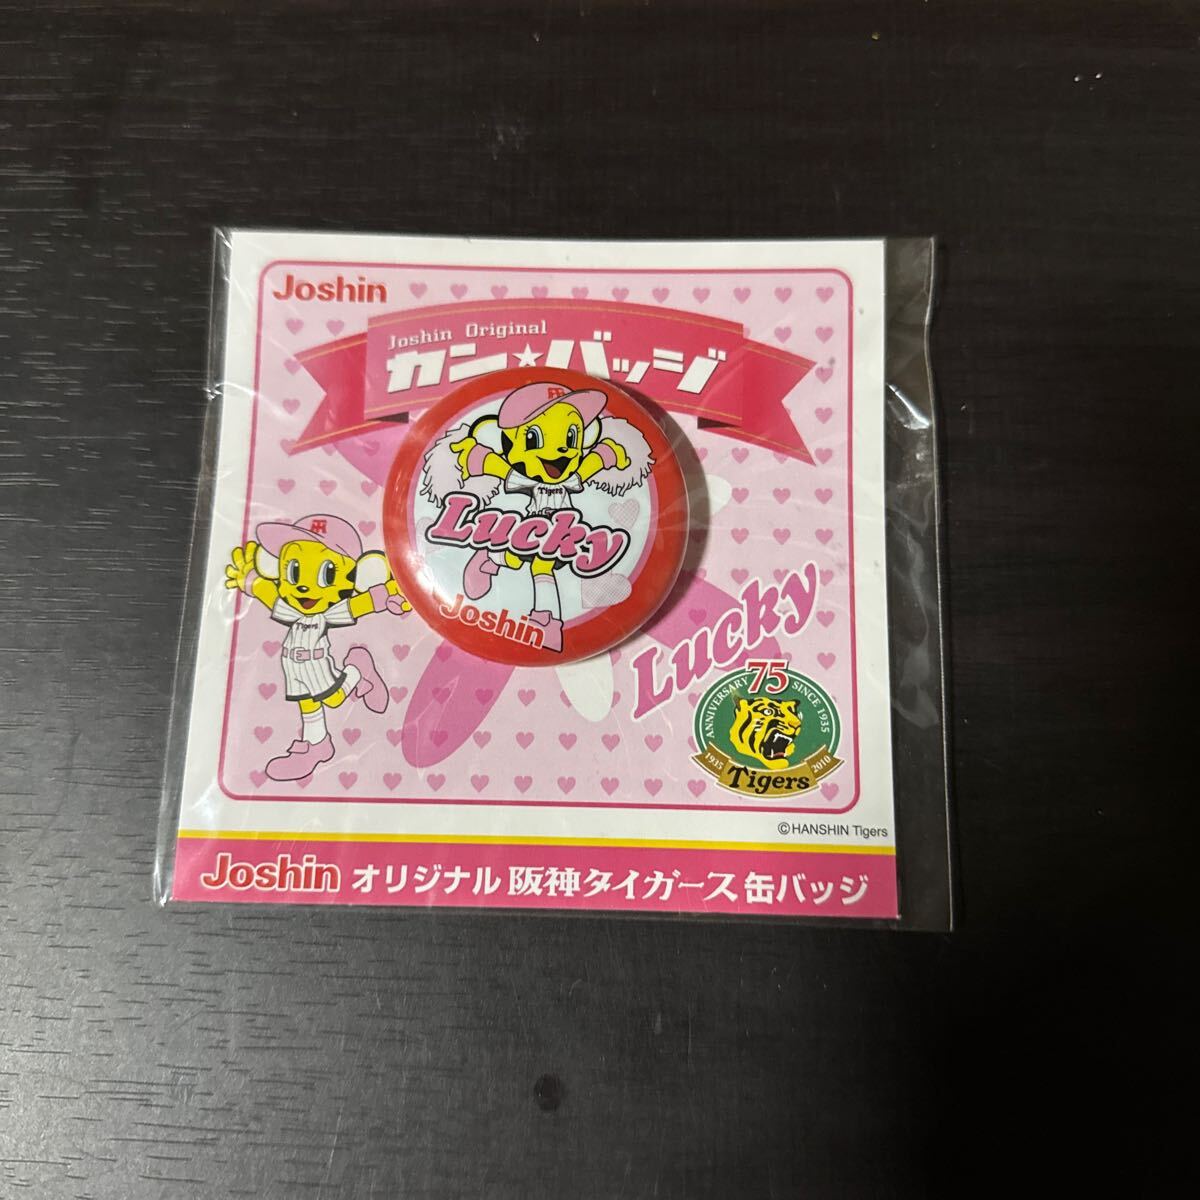 Joshin
Joshin Original
カン★バッジ
Tigers
Lucky
Joshin
Tigers
Lucky
75
ANNIVERSARY SINCE 1935
1935 Tigers 2010
©HANSHIN Tigers
Joshin オリジナル 阪神タイガース 缶バッジ